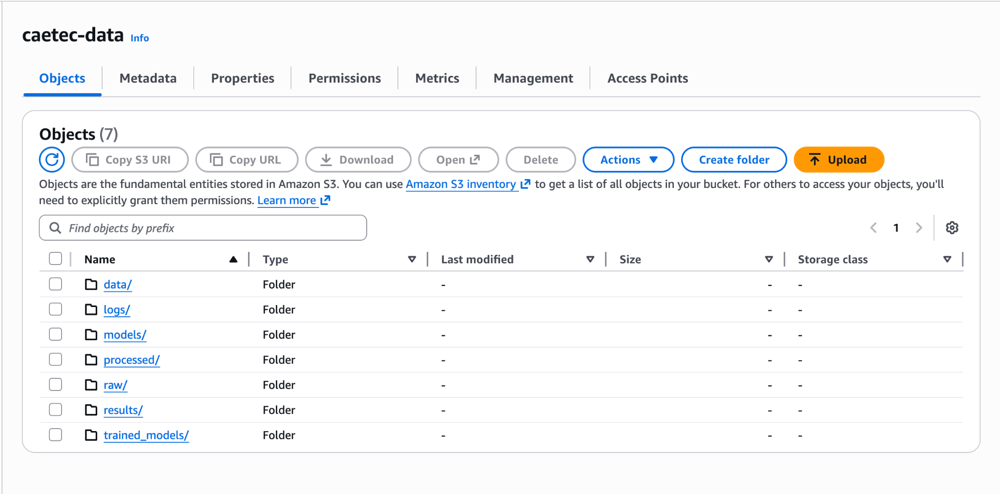 caetec-data Info
Objects Metadata Properties Permissions Metrics Management Access Points
Objects (7)
Copy S3 URI Copy URL Download Open Delete Actions Create folder Upload
Objects are the fundamental entities stored in Amazon S3. You can use Amazon S3 inventory to get a list of all objects in your bucket. For others to access your objects, you'll
need to explicitly grant them permissions. Learn more
Find objects by prefix 1
Name Type Last modified Size Storage class
data/ Folder - - -
logs/ Folder - - -
models/ Folder - - -
processed/ Folder - - -
raw/ Folder - - -
results/ Folder - - -
trained_models/ Folder - - -